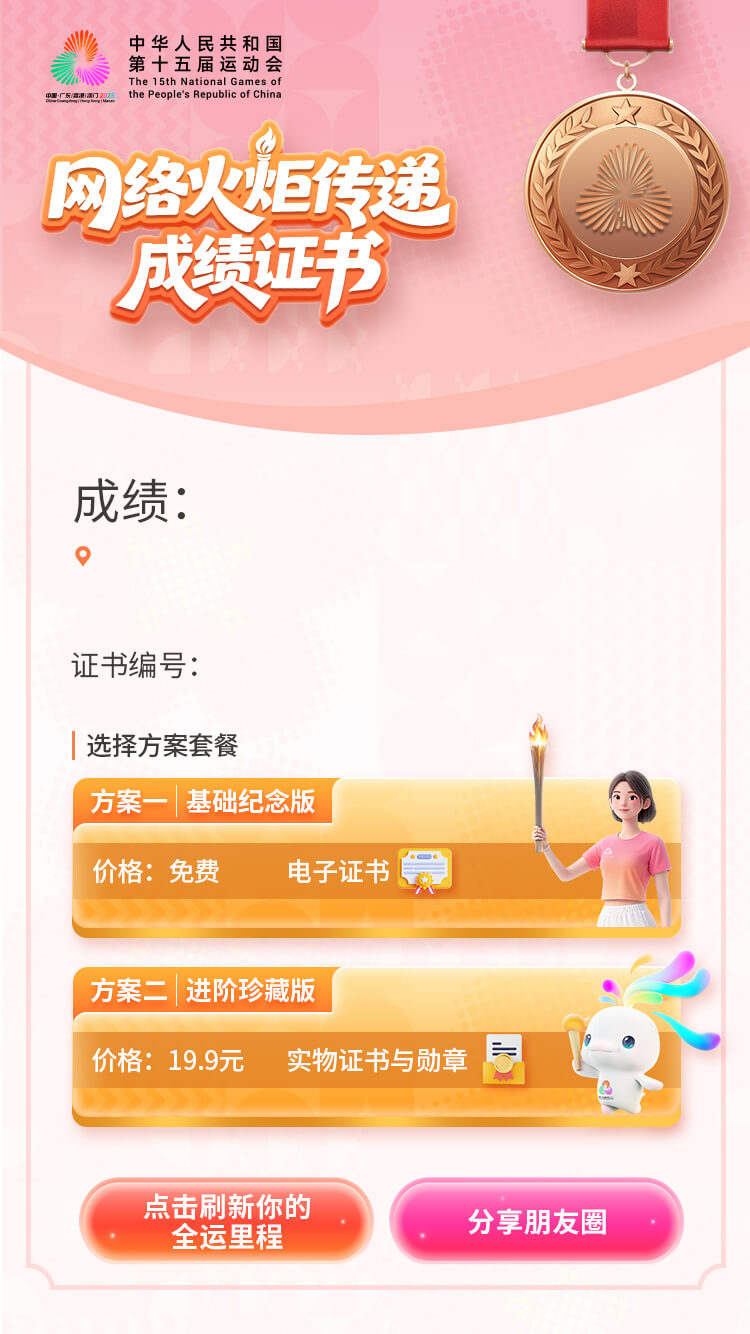 中华人民共和国
第十五届运动会
The 15th National Games of
the People's Republic of China
中国·广东|香港|澳门 2025
China·Guangdong | Hong Kong | Macao
网络火炬传递
成绩证书
成绩：
证书编号：
选择方案套餐
方案一 | 基础纪念版
价格：免费 电子证书
方案二 | 进阶珍藏版
价格：19.9元 实物证书与勋章
点击刷新你的
全运里程
分享朋友圈